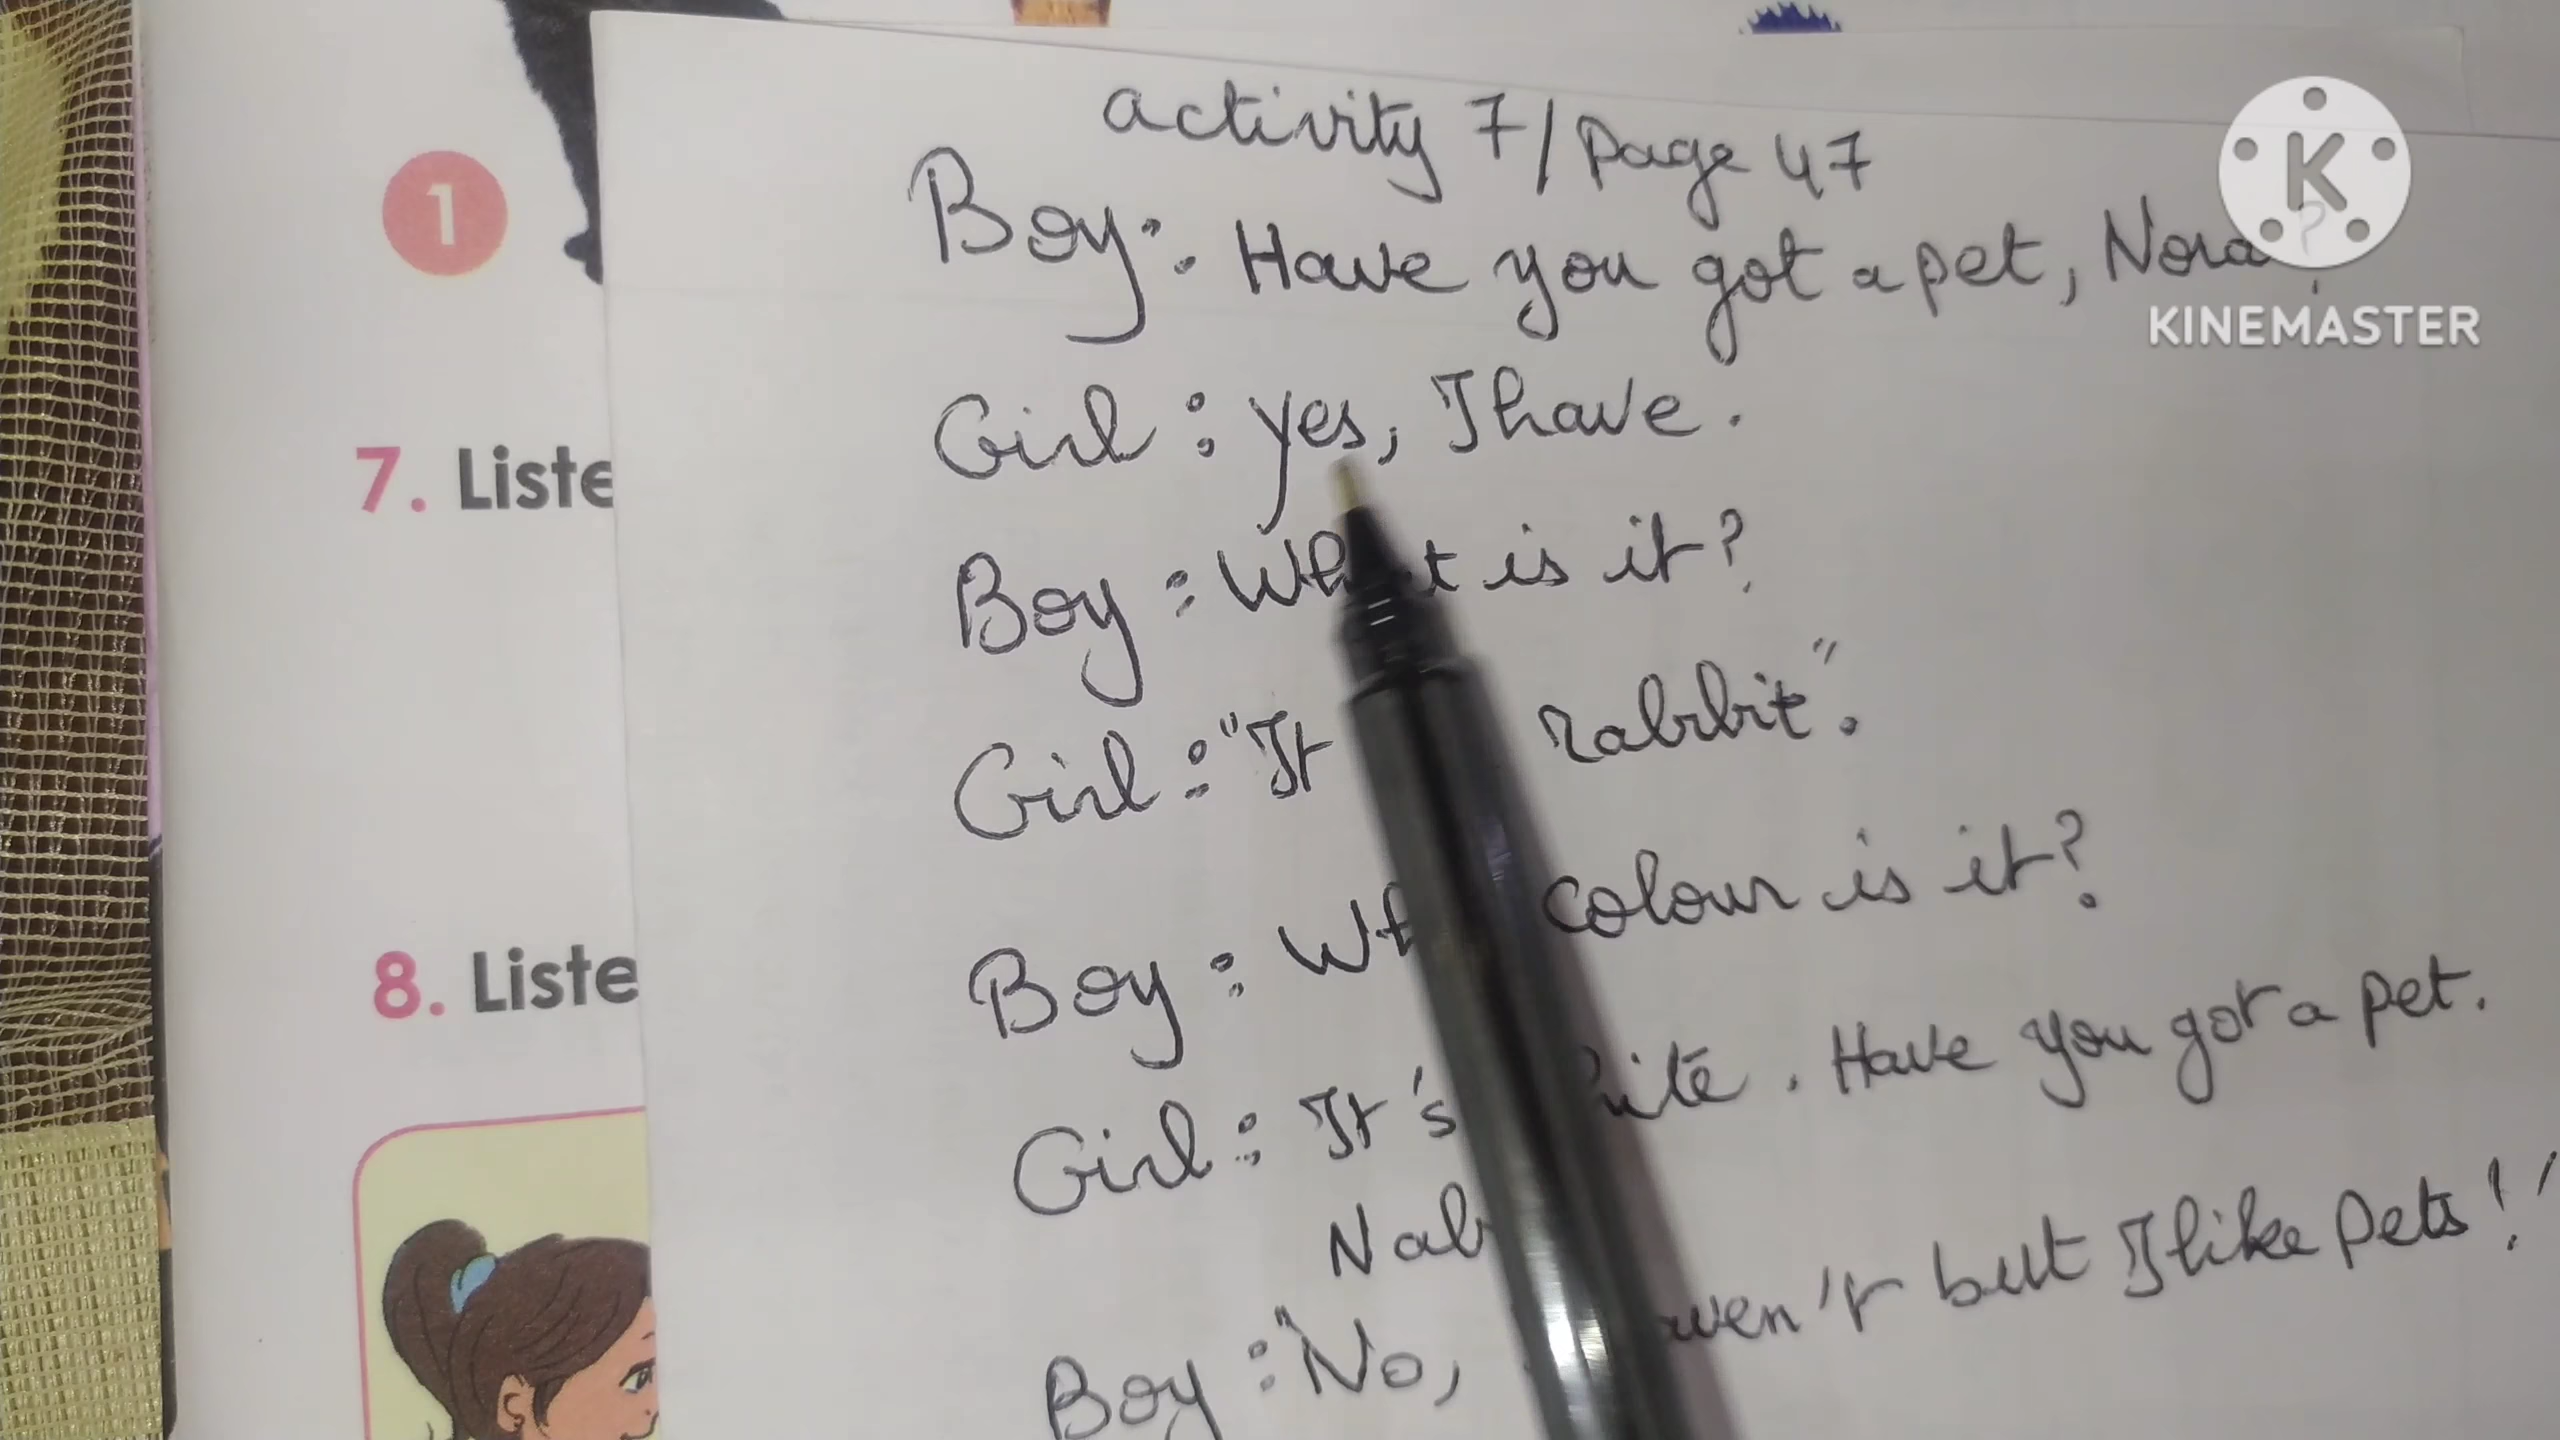 activity 7 / page 47
1
Boy : Have you got a pet, Nora ?
7. Liste
Girl : yes, I have .
Boy : What is it ?
Girl : "It rabbit" .
Boy : colour is it ?
8. Liste
Girl : It's . Have you got a pet .
Boy : "No, but I like pets !
K
KINEMASTER